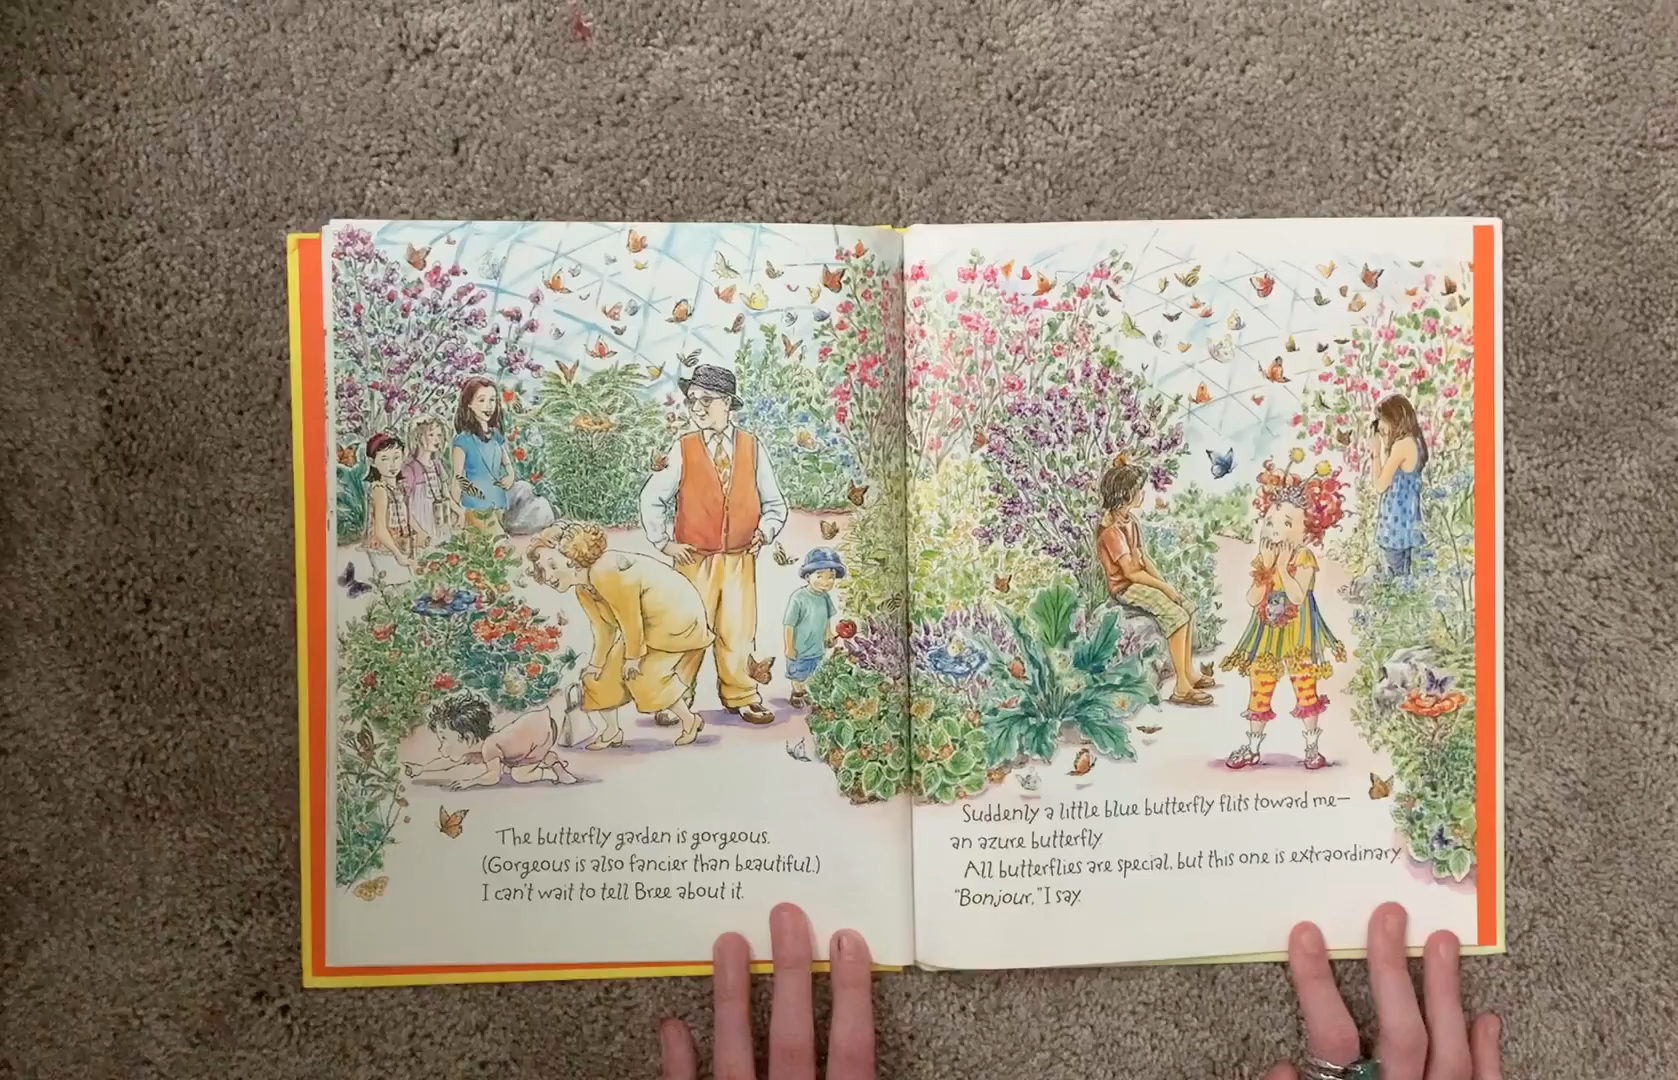 The butterfly garden is gorgeous.
(Gorgeous is also fancier than beautiful.)
I can't wait to tell Bree about it.
Suddenly a little blue butterfly flits toward me—
an azure butterfly.
All butterflies are special, but this one is extraordinary.
"Bonjour," I say.